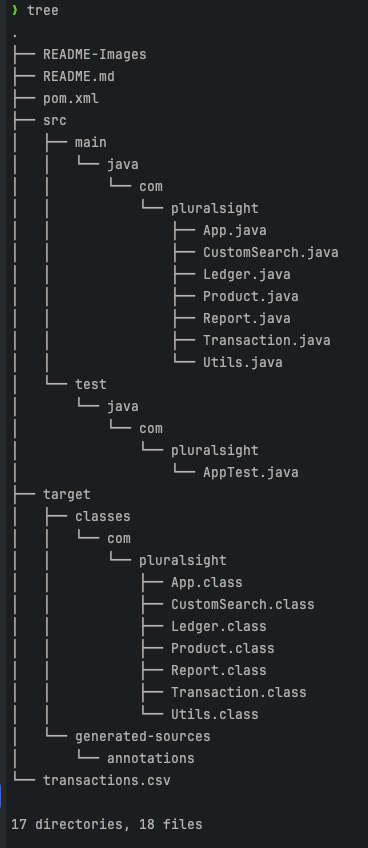 ❯ tree
.
├── README-Images
├── README.md
├── pom.xml
├── src
│   ├── main
│   │   └── java
│   │       └── com
│   │           └── pluralsight
│   │               ├── App.java
│   │               ├── CustomSearch.java
│   │               ├── Ledger.java
│   │               ├── Product.java
│   │               ├── Report.java
│   │               ├── Transaction.java
│   │               └── Utils.java
│   └── test
│       └── java
│           └── com
│               └── pluralsight
│                   └── AppTest.java
├── target
│   ├── classes
│   │   └── com
│   │       └── pluralsight
│   │           ├── App.class
│   │           ├── CustomSearch.class
│   │           ├── Ledger.class
│   │           ├── Product.class
│   │           ├── Report.class
│   │           ├── Transaction.class
│   │           └── Utils.class
│   └── generated-sources
│       └── annotations
└── transactions.csv
17 directories, 18 files